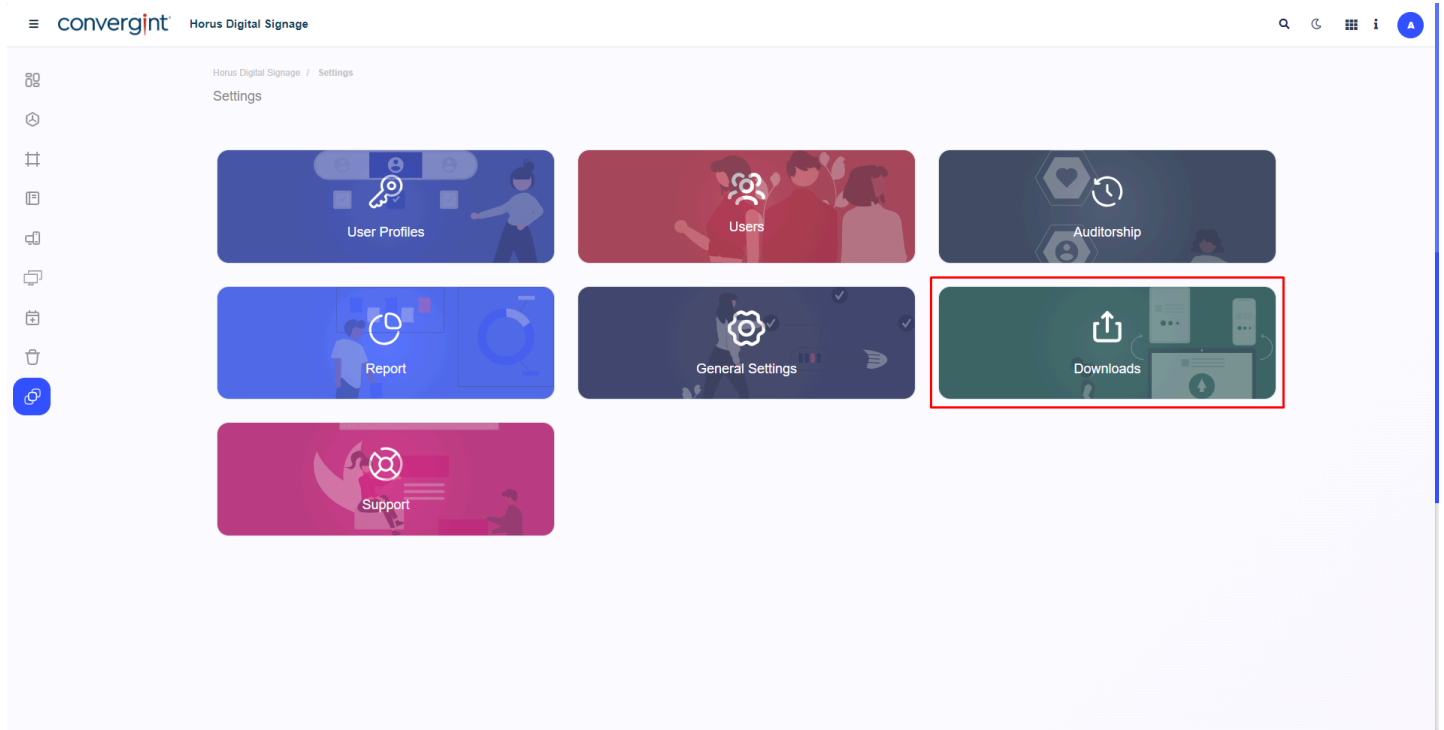 convergint Horus Digital Signage
i A
Horus Digital Signage / Settings
Settings
User Profiles
Users
Auditorship
Report
General Settings
Downloads
Support